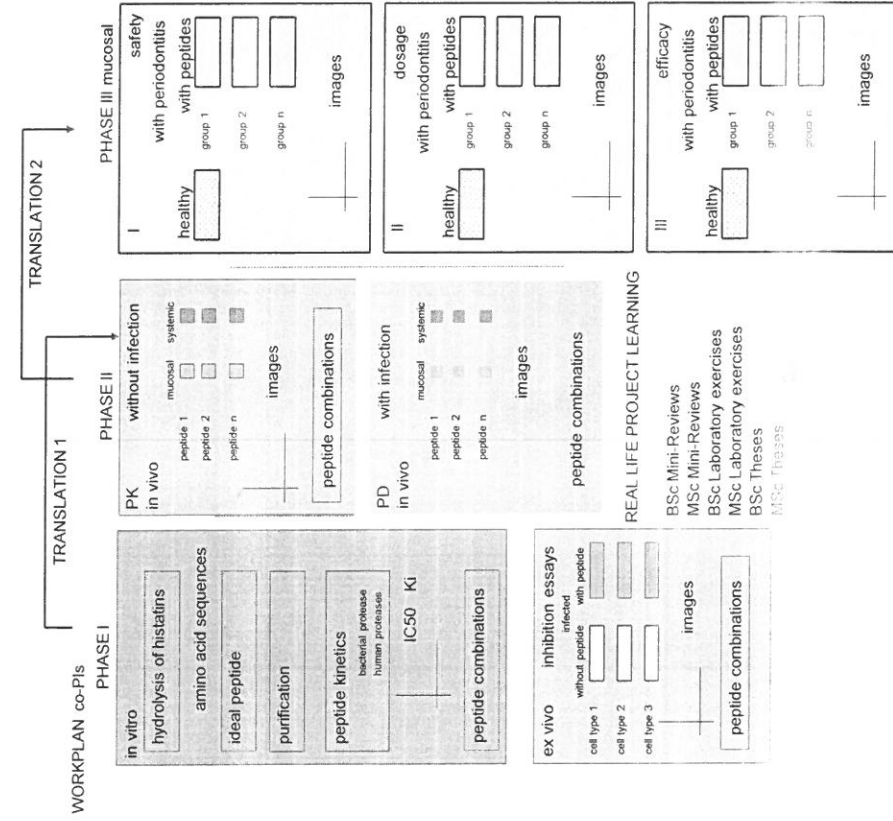 WORKPLAN co-PIs
TRANSLATION 1
TRANSLATION 2
PHASE I
in vitro
hydrolysis of histatins
amino acid sequences
ideal peptide
purification
peptide kinetics
bacterial protease
human proteases
IC50 Ki
peptide combinations
ex vivo inhibition essays
infected
without peptide with peptide
cell type 1
cell type 2
cell type 3
images
peptide combinations
PHASE II
PK without infection
in vivo
mucosal systemic
peptide 1
peptide 2
peptide n
images
peptide combinations
PD with infection
in vivo
mucosal systemic
peptide 1
peptide 2
peptide n
images
peptide combinations
REAL LIFE PROJECT LEARNING
BSc Mini-Reviews
MSc Mini-Reviews
BSc Laboratory exercises
MSc Laboratory exercises
BSc Theses
MSc Theses
PHASE III mucosal
I safety
with periodontitis
healthy with peptides
group 1
group 2
group n
images
Ii dosage
with periodontitis
healthy with peptides
group 1
group 2
group n
images
III efficacy
with periodontitis
healthy with peptides
group 1
group 2
group n
images